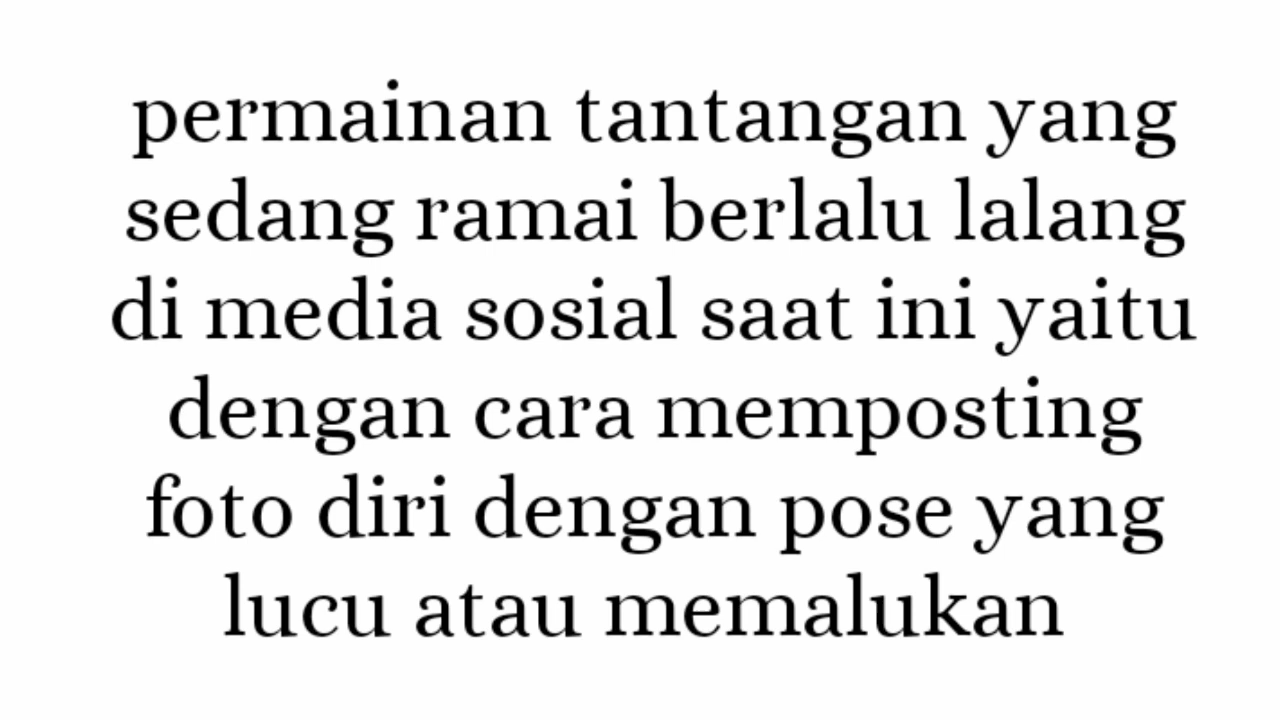 permainan tantangan yang
sedang ramai berlalu lalang
di media sosial saat ini yaitu
dengan cara memposting
foto diri dengan pose yang
lucu atau memalukan